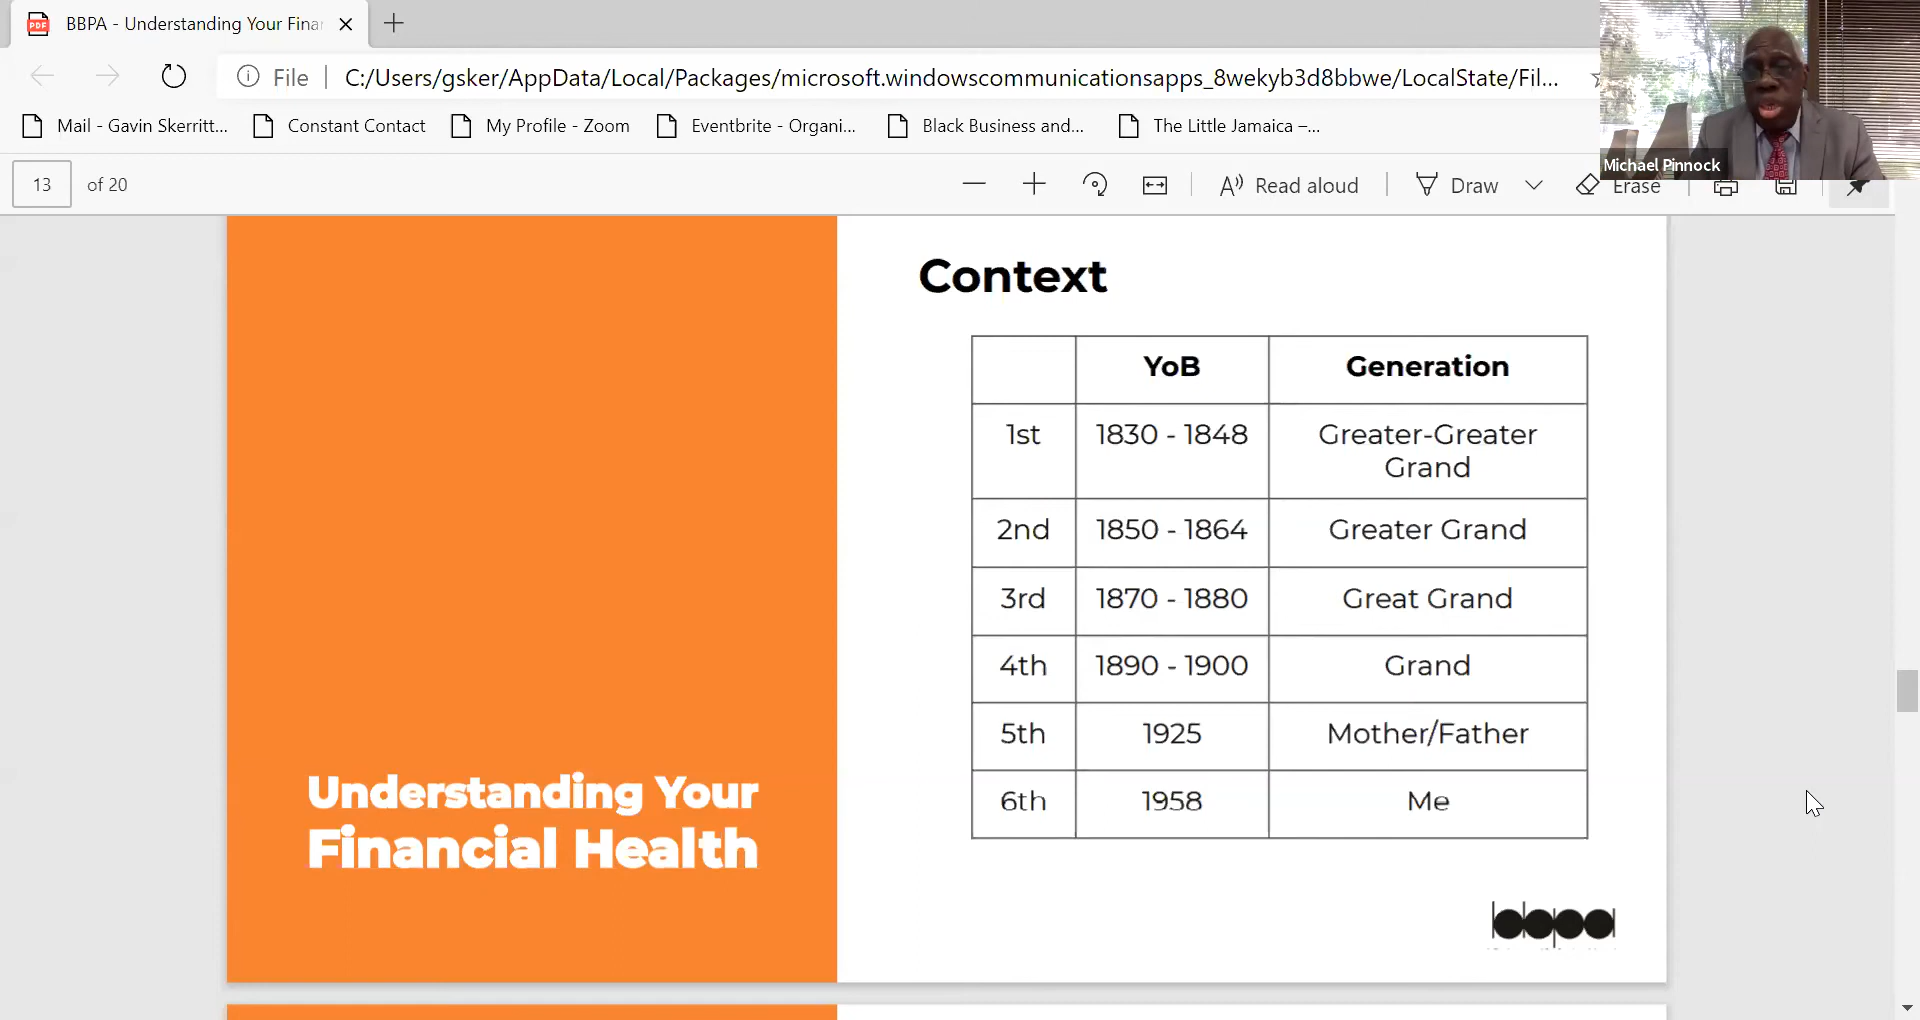 BBPA - Understanding Your Fina
File
C:/Users/gsker/AppData/Local/Packages/microsoft.windowscommunicationsapps_8wekyb3d8bbwe/LocalState/Fil...
Mail - Gavin Skerritt...
Constant Contact
My Profile - Zoom
Eventbrite - Organi...
Black Business and...
The Little Jamaica –...
Michael Pinnock
13 of 20
Read aloud
Draw
Erase
Context
YoB Generation
1st 1830 - 1848 Greater-Greater
Grand
2nd 1850 - 1864 Greater Grand
3rd 1870 - 1880 Great Grand
4th 1890 - 1900 Grand
5th 1925 Mother/Father
6th 1958 Me
Understanding Your
Financial Health
bbpa